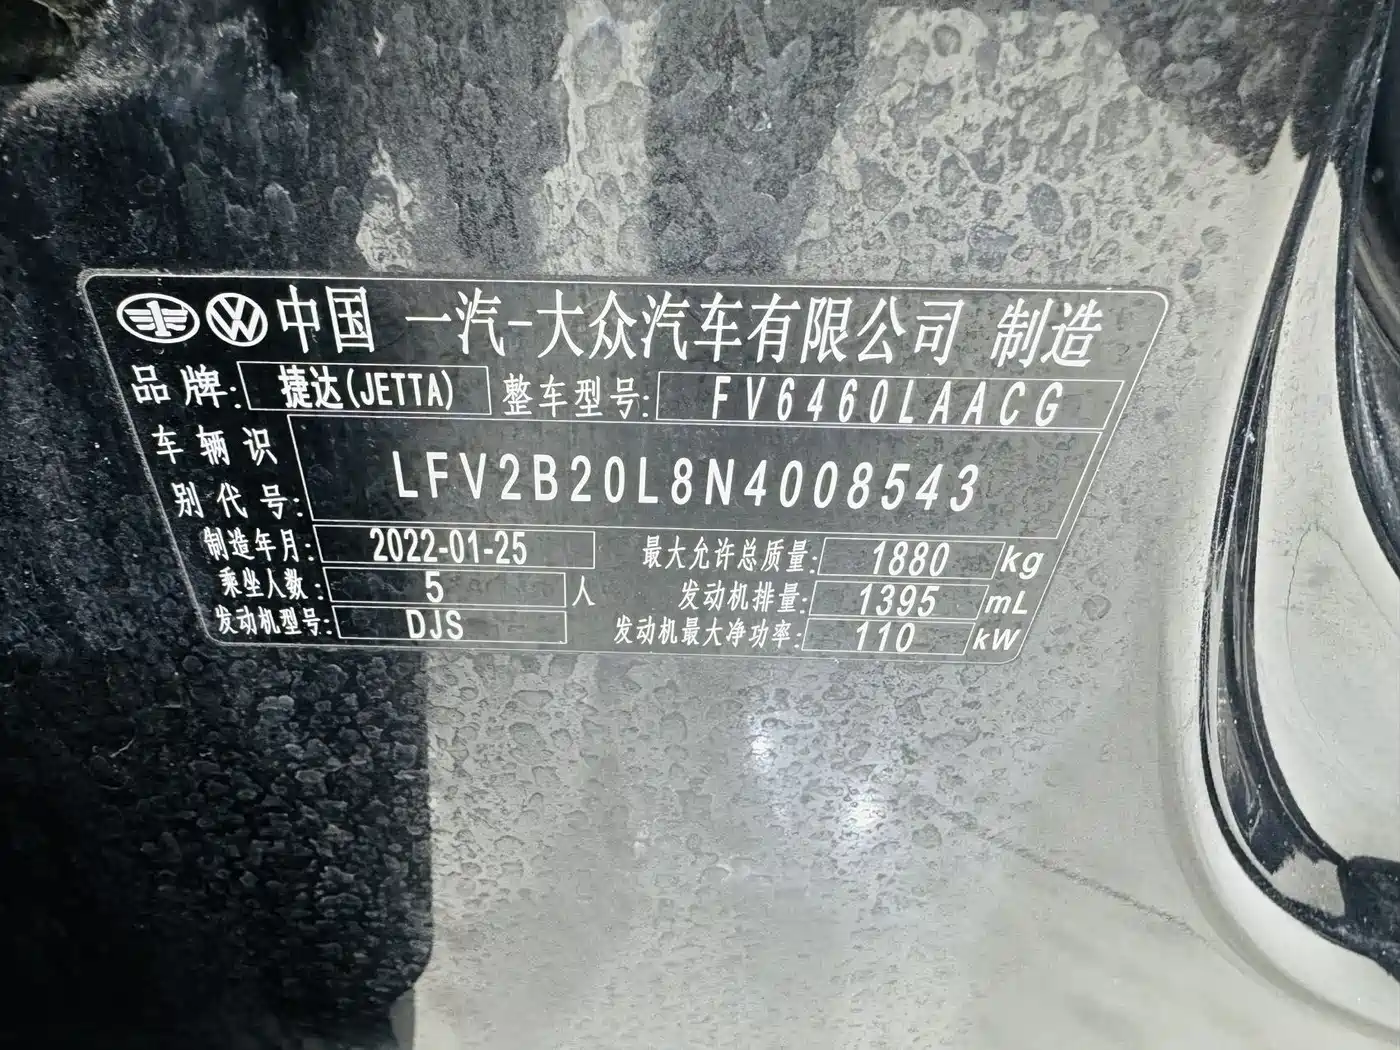 中国 一汽-大众汽车有限公司 制造
品牌: 捷达(JETTA) 整车型号: FV6460LAACG
车辆识别代号: LFV2B20L8N4008543
制造年月: 2022-01-25 最大允许总质量: 1880 kg
乘坐人数: 5 人 发动机排量: 1395 mL
发动机型号: DJS 发动机最大净功率: 110 kW